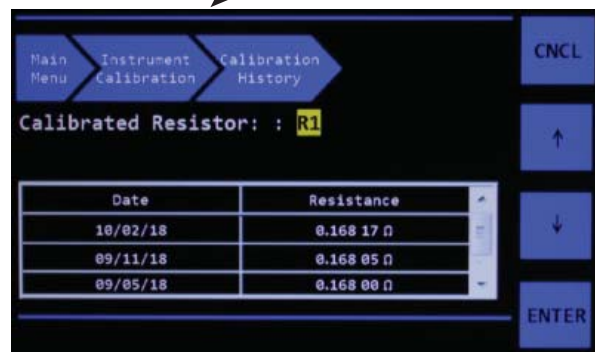 Main Menu
Instrument Calibration
Calibration History
CNCL
Calibrated Resistor: : R1
↑
Date Resistance
10/02/18 0.168 17 Ω
↓
09/11/18 0.168 05 Ω
09/05/18 0.168 00 Ω
ENTER